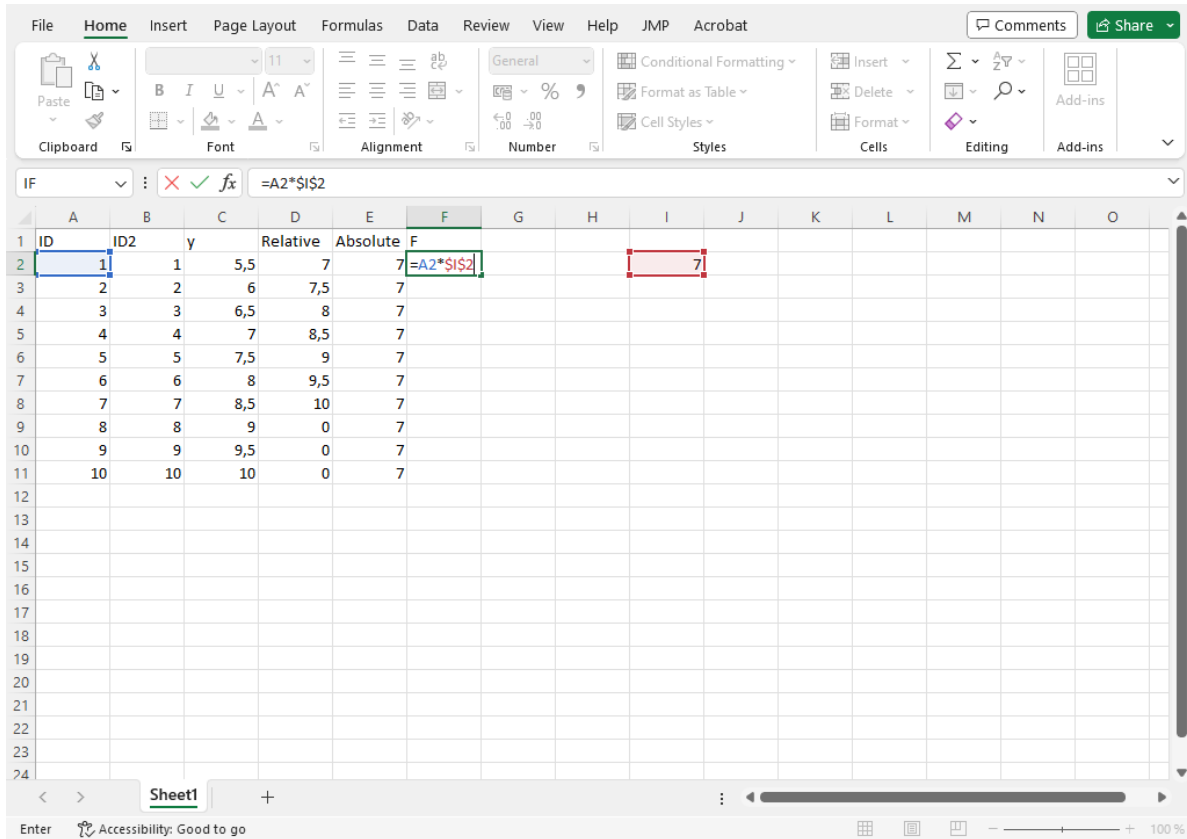 File Home Insert Page Layout Formulas Data Review View Help JMP Acrobat Comments Share
Paste
11
B I U A A
ab
General
%
Conditional Formatting
Format as Table
Cell Styles
Insert
Delete
Format
Add-ins
Clipboard Font Alignment Number Styles Cells Editing Add-ins
IF fx =A2*$I$2
A B C D E F G H I J K L M N O
1 ID ID2 y Relative Absolute F
2 1 1 5,5 7 7 =A2*$I$2 7
3 2 2 6 7,5 7
4 3 3 6,5 8 7
5 4 4 7 8,5 7
6 5 5 7,5 9 7
7 6 6 8 9,5 7
8 7 7 8,5 10 7
9 8 8 9 0 7
10 9 9 9,5 0 7
11 10 10 10 0 7
12
13
14
15
16
17
18
19
20
21
22
23
24
Sheet1
Enter Accessibility: Good to go 100 %